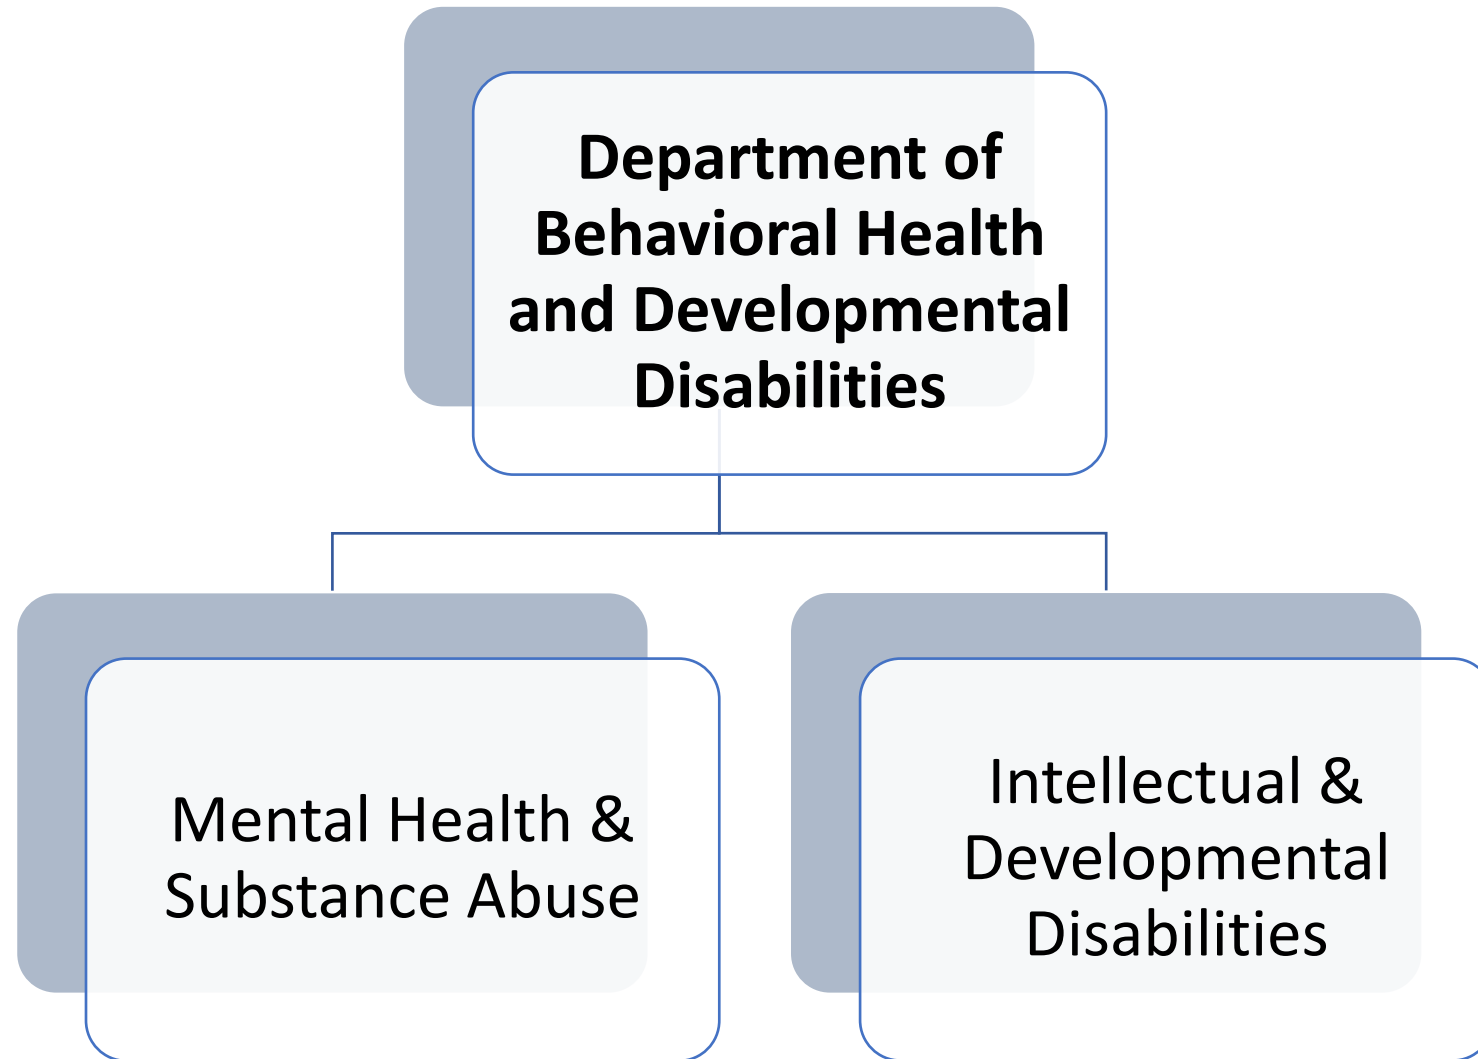 Department of
Behavioral Health
and Developmental
Disabilities
Mental Health &
Substance Abuse
Intellectual &
Developmental
Disabilities